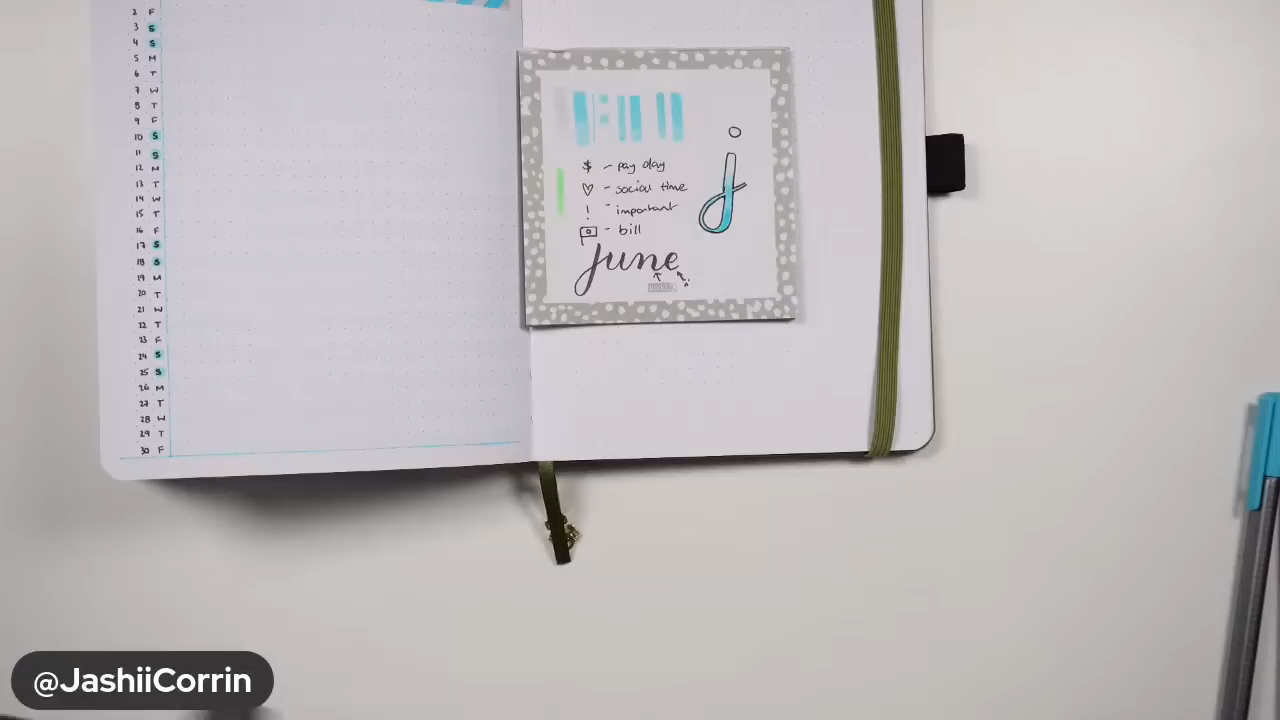 2 F
3 S
4 S
5 M
6 T
7 W
8 T
9 F
10 S
11 S
12 M
13 T
14 W
15 T
16 F
17 S
18 S
19 M
20 T
21 W
22 T
23 F
24 S
25 S
26 M
27 T
28 W
29 T
30 F
$ - pay day
♡ - social time
! - important
- bill
june
j
@JashiiCorrin